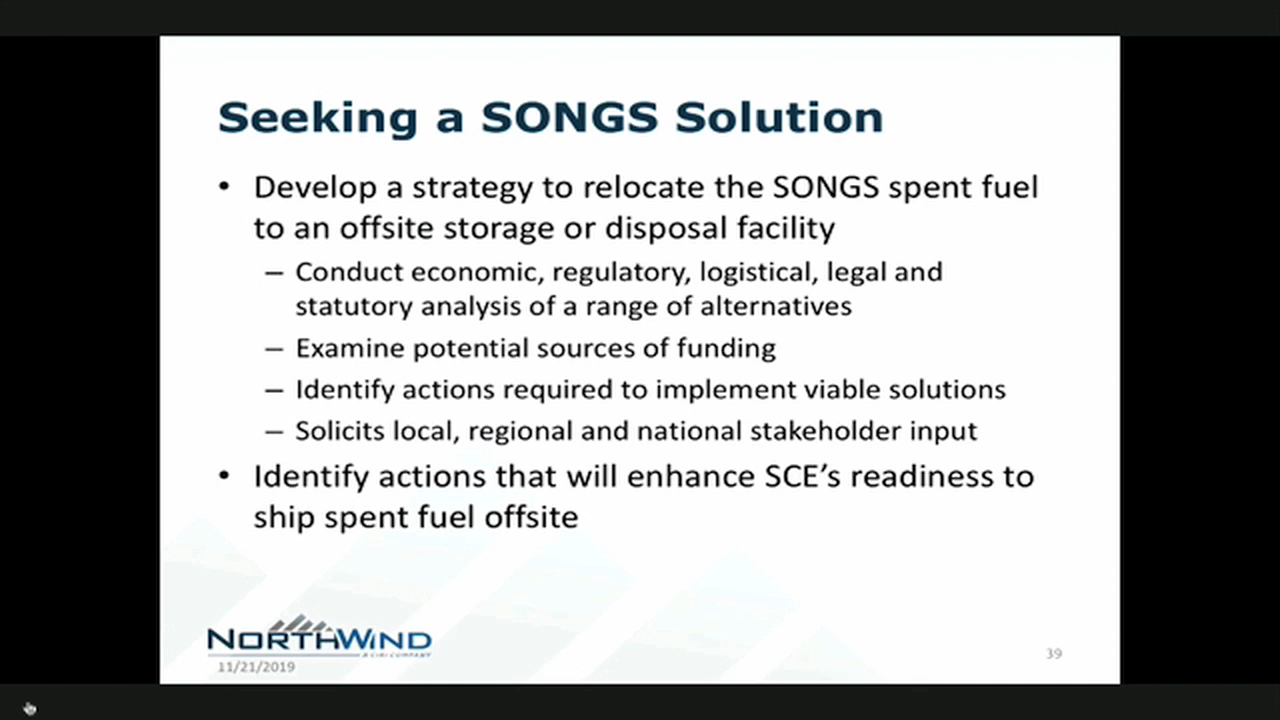 Seeking a SONGS Solution
• Develop a strategy to relocate the SONGS spent fuel
to an offsite storage or disposal facility
– Conduct economic, regulatory, logistical, legal and
statutory analysis of a range of alternatives
– Examine potential sources of funding
– Identify actions required to implement viable solutions
– Solicits local, regional and national stakeholder input
• Identify actions that will enhance SCE’s readiness to
ship spent fuel offsite
NORTHWIND
A CIRI COMPANY
11/21/2019
39